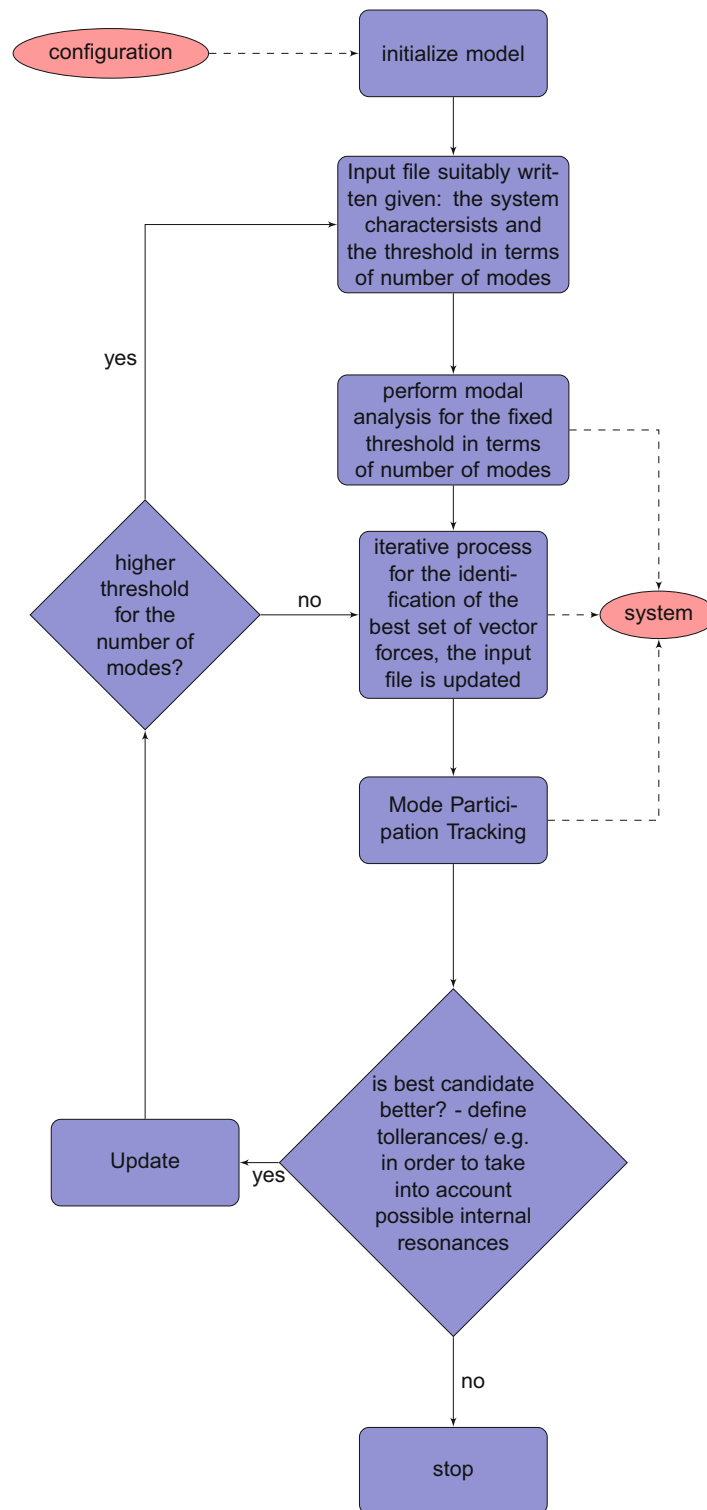 configuration
initialize model
Input file suitably writ-
ten given: the system
charactersists and
the threshold in terms
of number of modes
yes
perform modal
analysis for the fixed
threshold in terms
of number of modes
higher
threshold
for the
number of
modes?
no
iterative process
for the identi-
fication of the
best set of vector
forces, the input
file is updated
system
Mode Partici-
pation Tracking
is best candidate
better? - define
tollerances/ e.g.
in order to take
into account
possible internal
resonances
Update
yes
no
stop